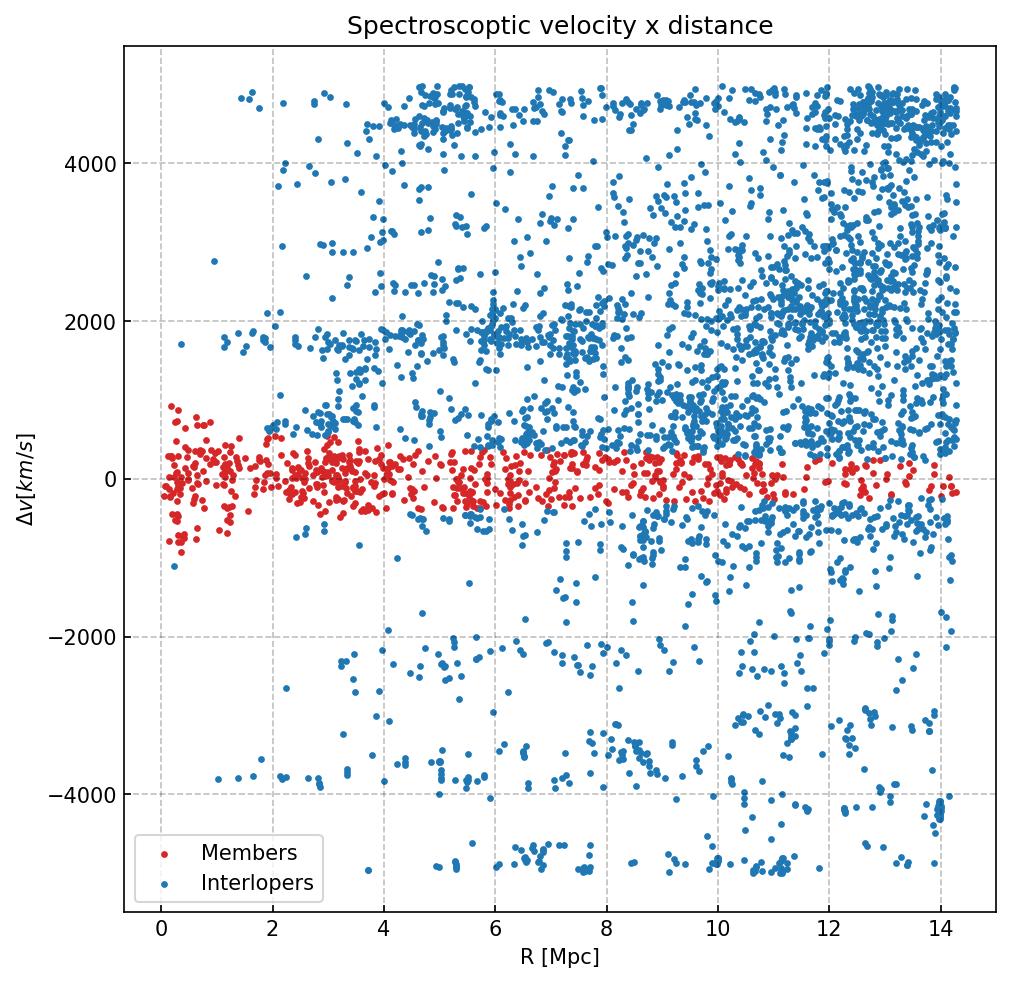 Spectroscoptic velocity x distance
Δv[km/s]
4000
2000
0
−2000
−4000
Members
Interlopers
0 2 4 6 8 10 12 14
R [Mpc]